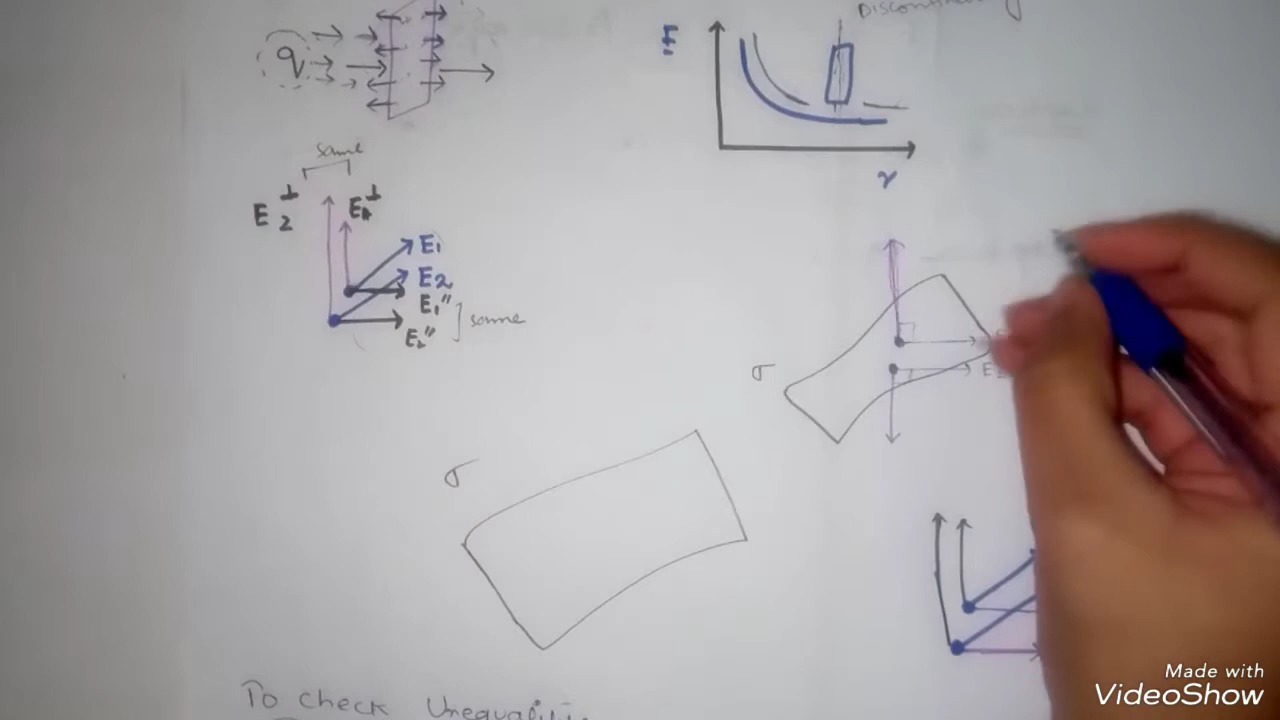 Discontinuity
q
E
same
r
E2⊥
E1⊥
E1
E2
E1"
E2" same
σ
σ
To check Unequality
Made with
VideoShow